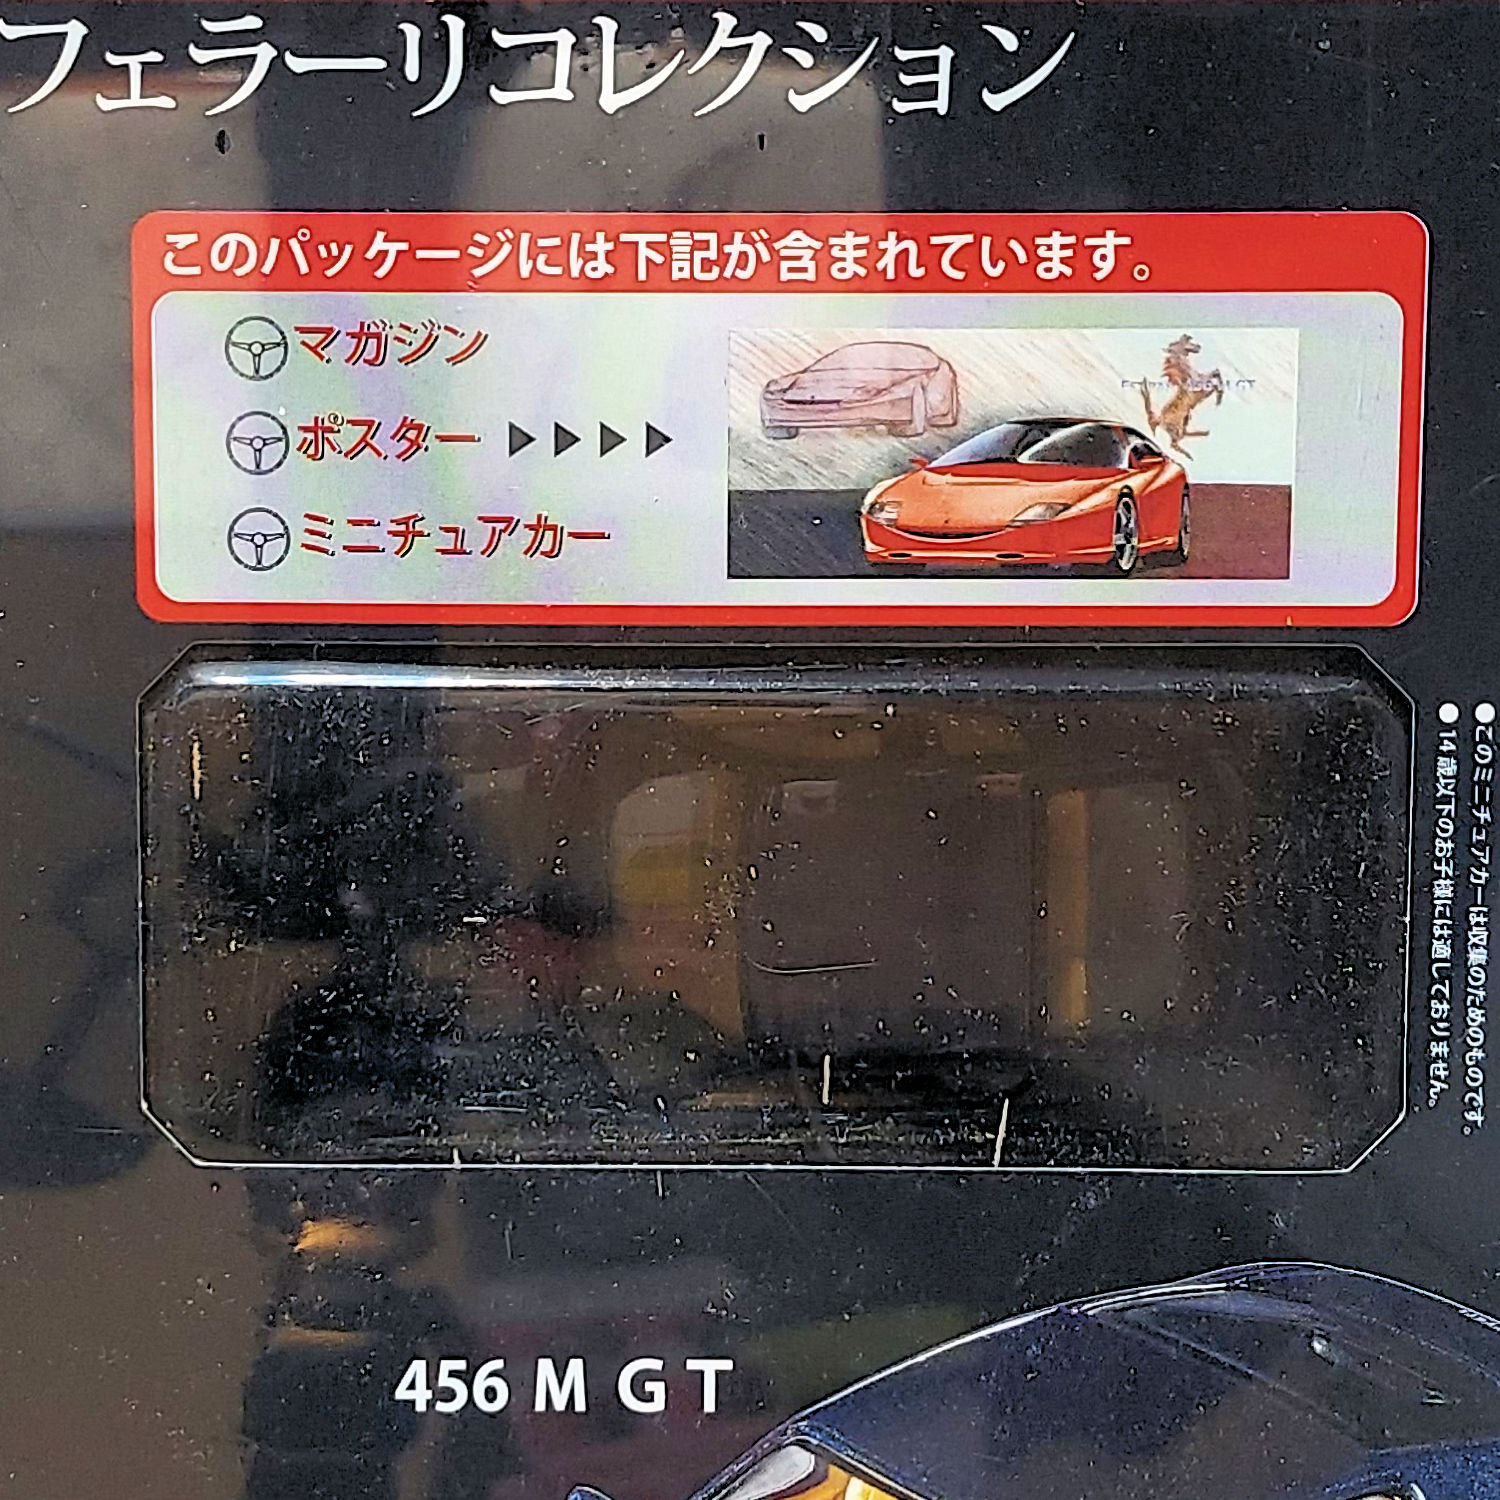 フェラーリコレクション
このパッケージには下記が含まれています。
マガジン
ポスター ▶▶▶▶
ミニチュアカー
●このミニチュアカーは収集のためのものです。
●14歳以下のお子様には適しておりません。
456 M GT